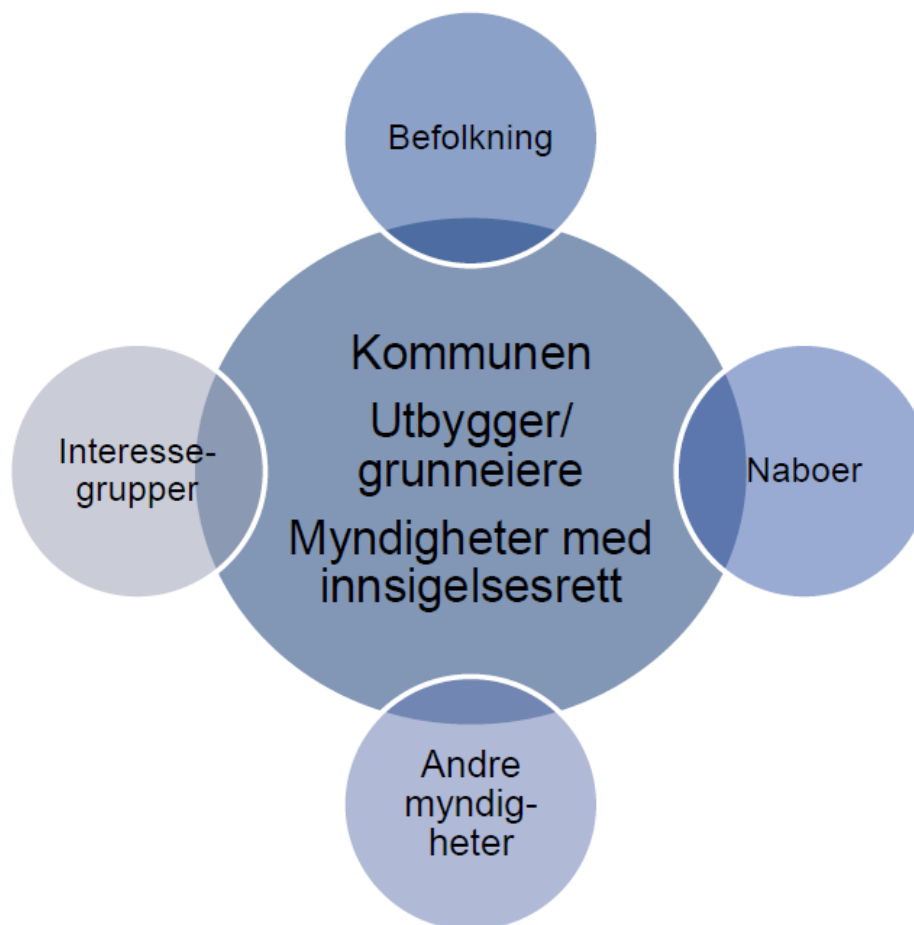 Befolkning
Kommunen
Utbygger/
grunneiere
Myndigheter med
innsigelsesrett
Interesse-
grupper
Naboer
Andre
myndig-
heter